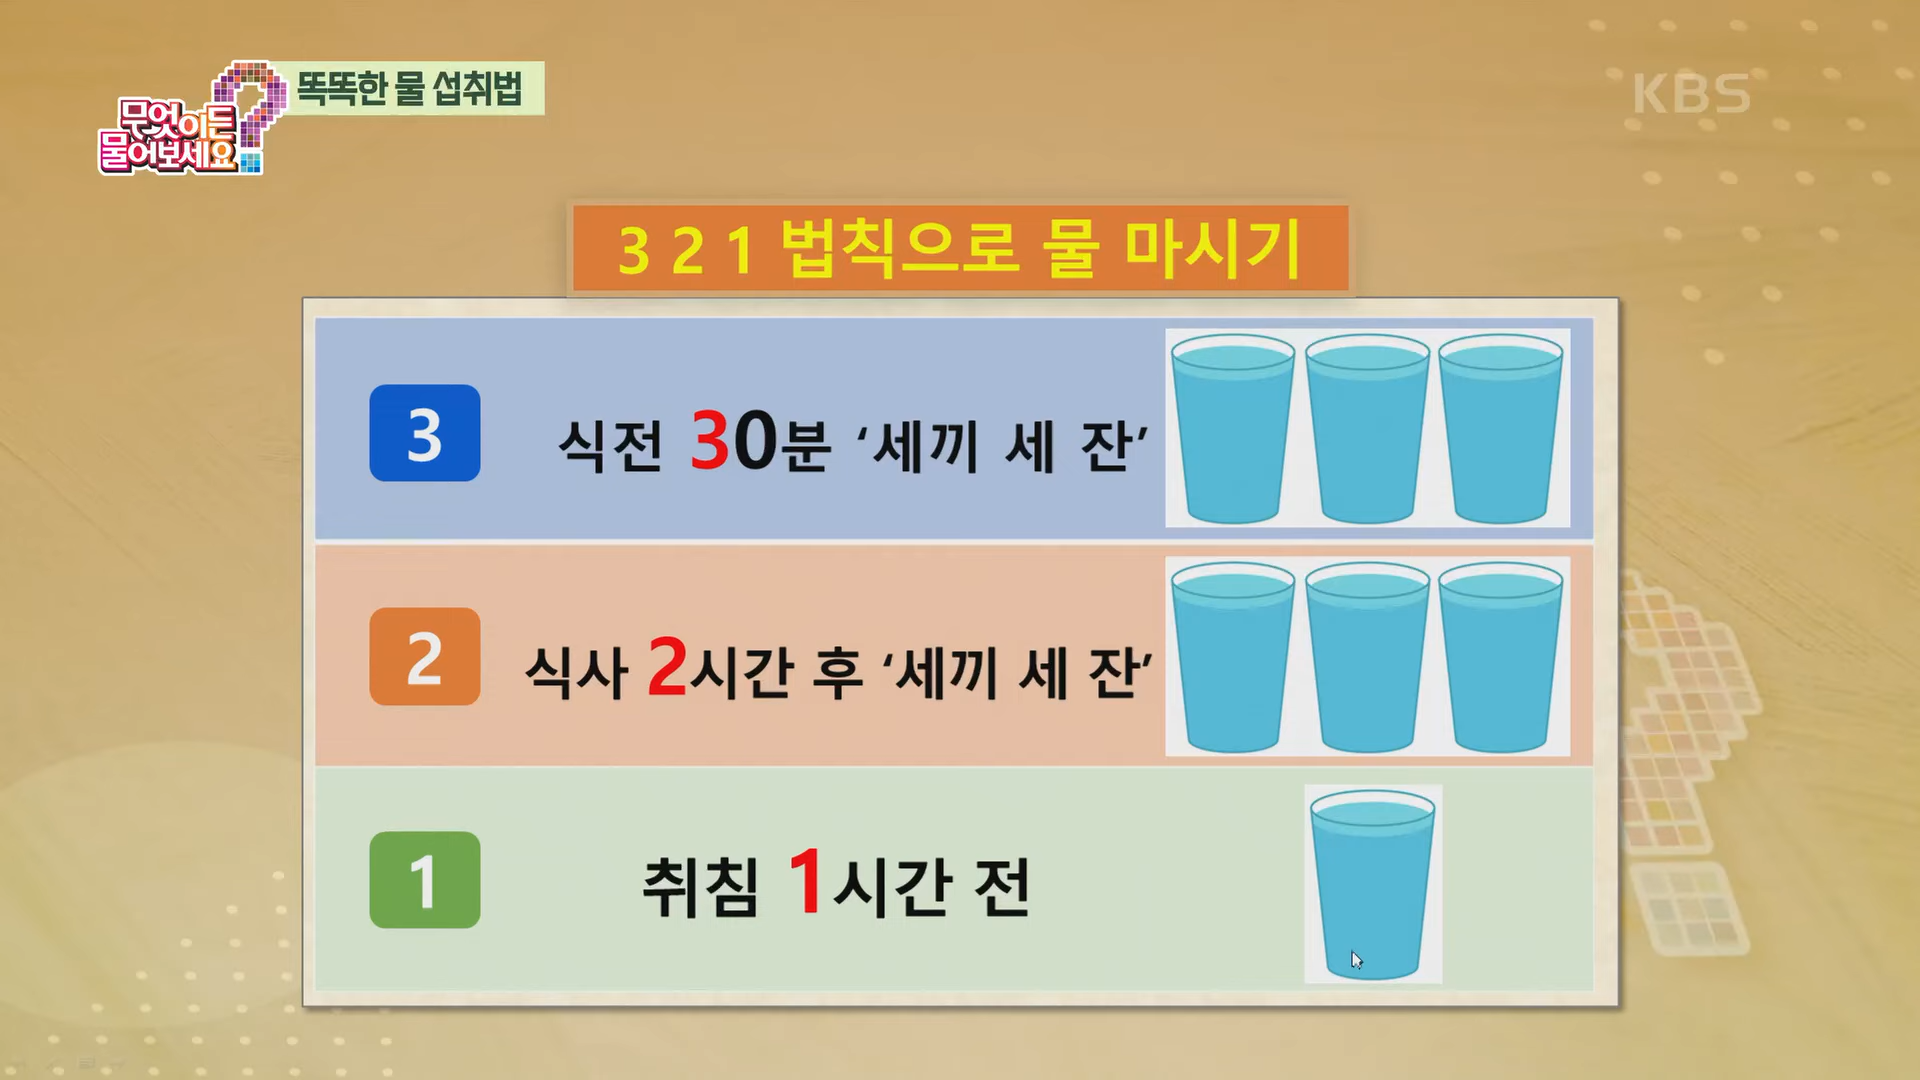 똑똑한 물 섭취법
무엇이든
물어보세요
KBS
3 2 1 법칙으로 물 마시기
3
식전 30분 ‘세끼 세 잔’
2
식사 2시간 후 ‘세끼 세 잔’
1
취침 1시간 전